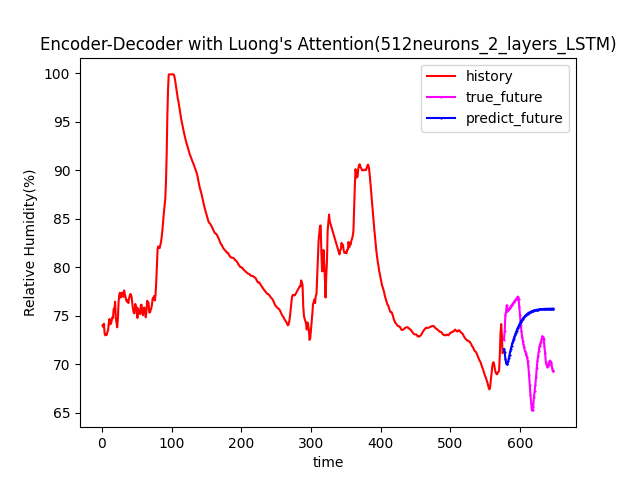 Encoder-Decoder with Luong's Attention(512neurons_2_layers_LSTM)
history
true_future
predict_future
Relative Humidity(%)
100
95
90
85
80
75
70
65
0 100 200 300 400 500 600
time